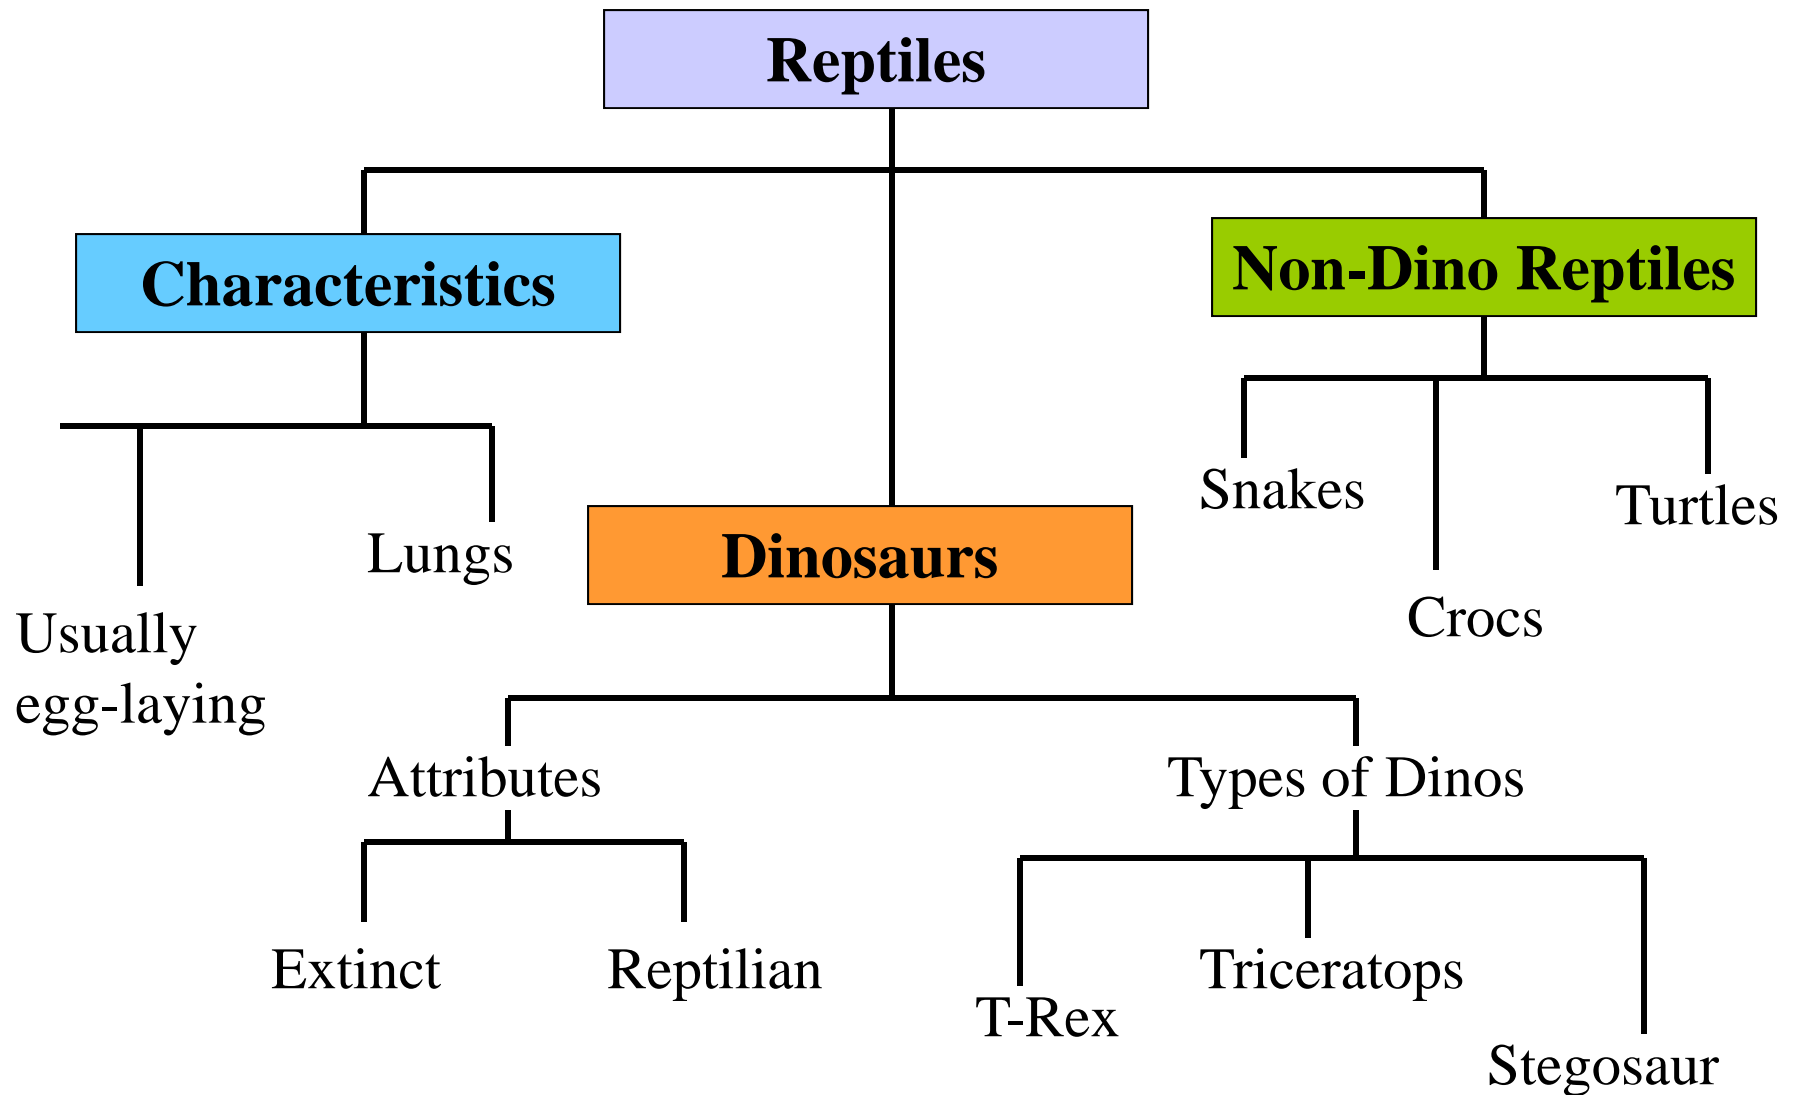 Reptiles
Characteristics
Non-Dino Reptiles
Snakes
Turtles
Lungs
Dinosaurs
Crocs
Usually
egg-laying
Attributes
Types of Dinos
Extinct
Reptilian
Triceratops
T-Rex
Stegosaur